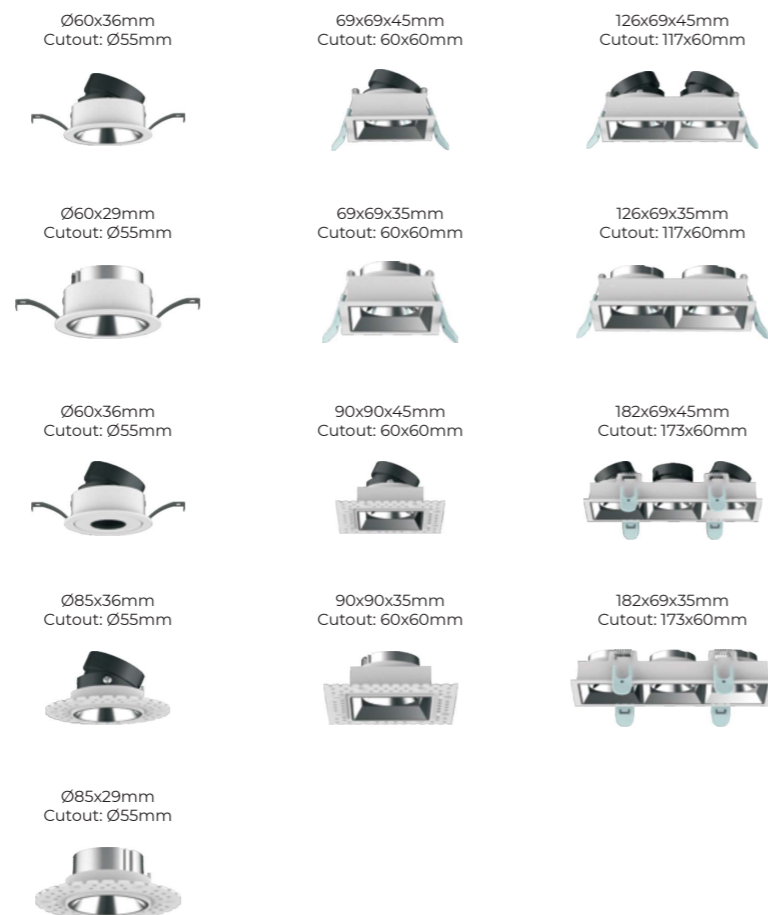 Ø60x36mm
Cutout: Ø55mm
69x69x45mm
Cutout: 60x60mm
126x69x45mm
Cutout: 117x60mm
Ø60x29mm
Cutout: Ø55mm
69x69x35mm
Cutout: 60x60mm
126x69x35mm
Cutout: 117x60mm
Ø60x36mm
Cutout: Ø55mm
90x90x45mm
Cutout: 60x60mm
182x69x45mm
Cutout: 173x60mm
Ø85x36mm
Cutout: Ø55mm
90x90x35mm
Cutout: 60x60mm
182x69x35mm
Cutout: 173x60mm
Ø85x29mm
Cutout: Ø55mm